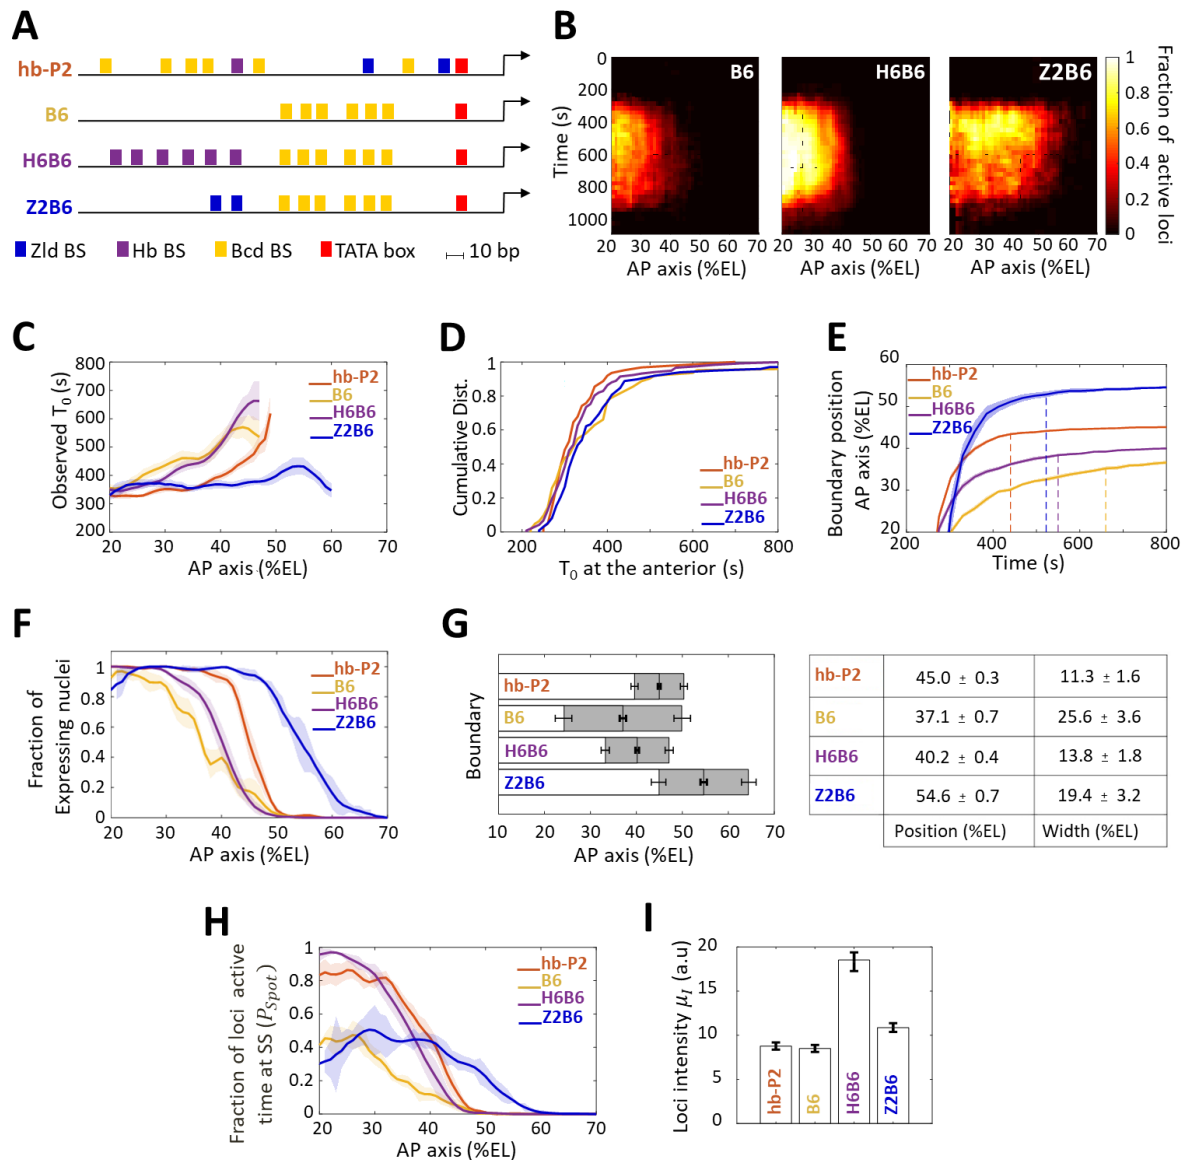 A
hb-P2
B6
H6B6
Z2B6
Zld BS
Hb BS
Bcd BS
TATA box
10 bp
B
B6
H6B6
Z2B6
Time (s)
0
200
400
600
800
1000
10 20 30 40 50 60 70
20 30 40 50 60 70
20 30 40 50 60 70
AP axis (%EL)
AP axis (%EL)
AP axis (%EL)
1
0.8
0.6
0.4
0.2
0
Fraction of active loci
C
Observed T0 (s)
800
700
600
500
400
300
200
20 30 40 50 60 70
AP axis (%EL)
hb-P2
B6
H6B6
Z2B6
D
Cumulative Dist.
1
0.8
0.6
0.4
0.2
0
0 200 400 600 800
T0 at the anterior (s)
hb-P2
B6
H6B6
Z2B6
E
Boundary position
AP axis (%EL)
60
50
40
30
20
200 400 600 800
Time (s)
hb-P2
B6
H6B6
Z2B6
F
Fraction of
Expressing nuclei
1
0.8
0.6
0.4
0.2
0
20 30 40 50 60 70
AP axis (%EL)
hb-P2
B6
H6B6
Z2B6
G
Boundary
hb-P2
B6
H6B6
Z2B6
10 20 30 40 50 60 70
AP axis (%EL)
hb-P2 45.0 ± 0.3 11.3 ± 1.6
B6 37.1 ± 0.7 25.6 ± 3.6
H6B6 40.2 ± 0.4 13.8 ± 1.8
Z2B6 54.6 ± 0.7 19.4 ± 3.2
Position (%EL) Width (%EL)
H
Fraction of loci active
time at SS (PSpot)
1
0.8
0.6
0.4
0.2
0
20 30 40 50 60 70
AP axis (%EL)
hb-P2
B6
H6B6
Z2B6
I
Loci intensity μI (a.u)
20
15
10
5
0
hb-P2
B6
H6B6
Z2B6